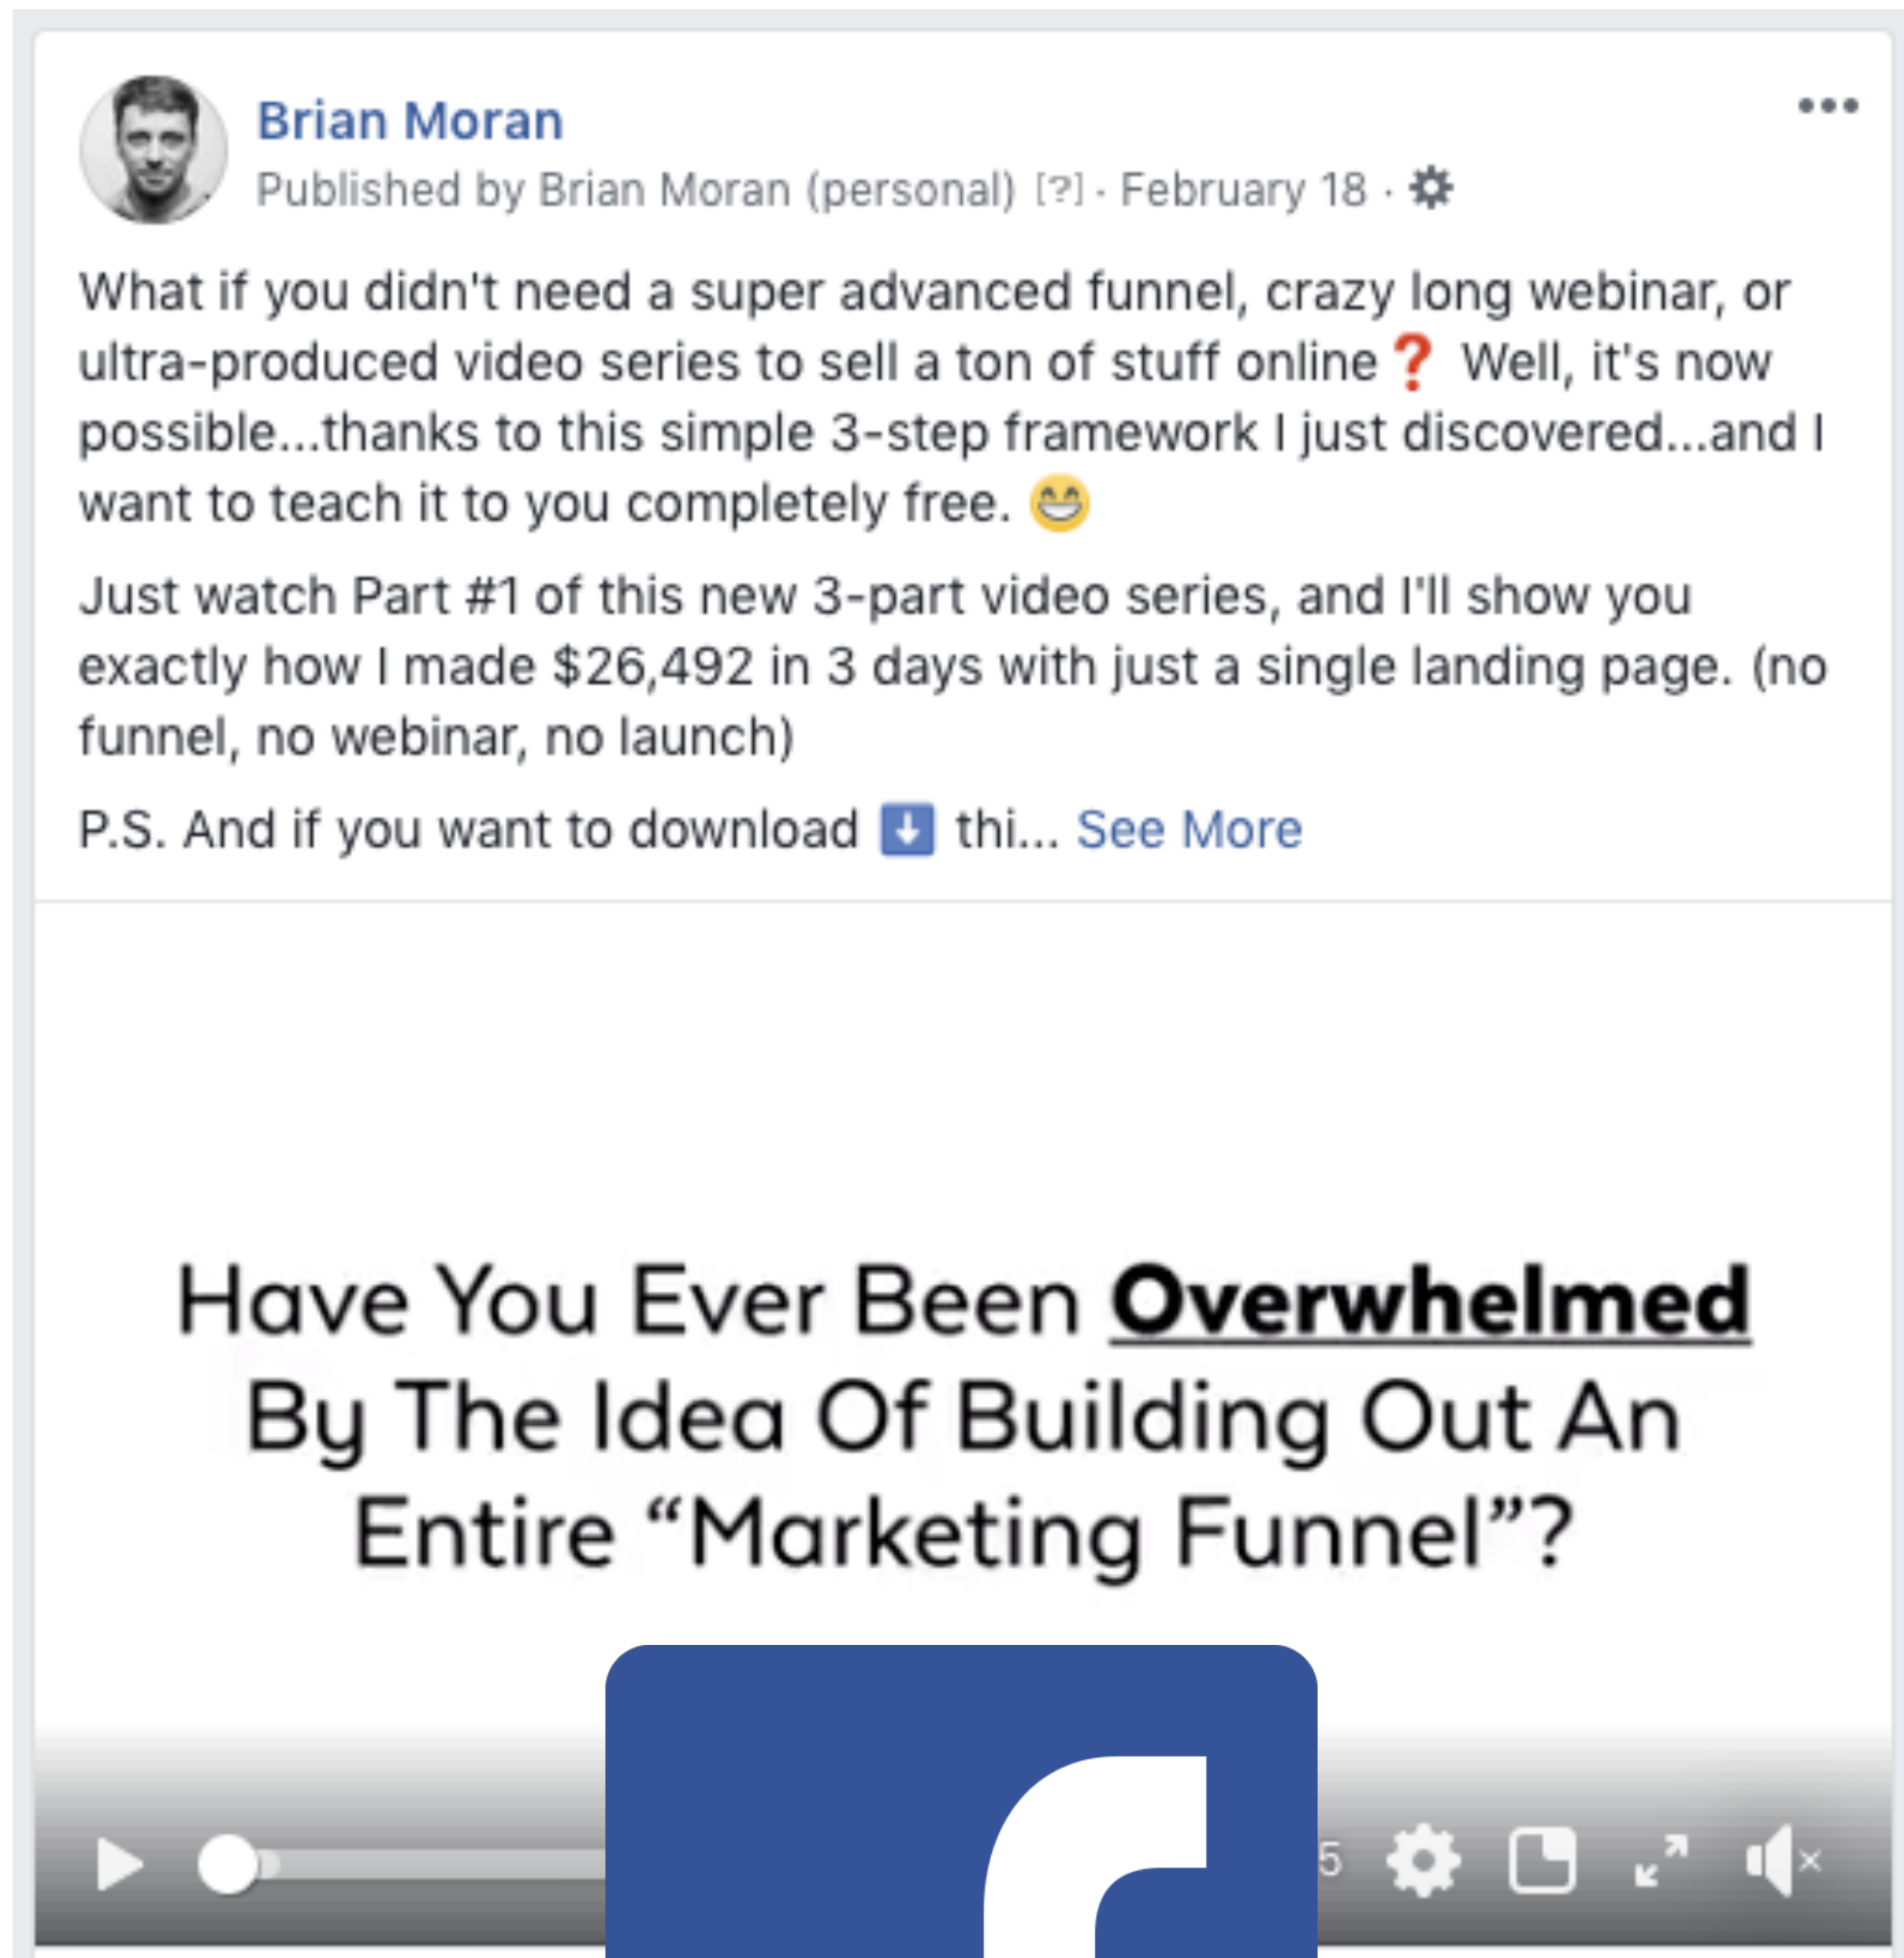 Brian Moran
Published by Brian Moran (personal) [?] · February 18 ·
What if you didn't need a super advanced funnel, crazy long webinar, or
ultra-produced video series to sell a ton of stuff online❓ Well, it's now
possible...thanks to this simple 3-step framework I just discovered...and I
want to teach it to you completely free. 😁
Just watch Part #1 of this new 3-part video series, and I'll show you
exactly how I made $26,492 in 3 days with just a single landing page. (no
funnel, no webinar, no launch)
P.S. And if you want to download ⬇️ thi... See More
Have You Ever Been Overwhelmed
By The Idea Of Building Out An
Entire “Marketing Funnel”?
5